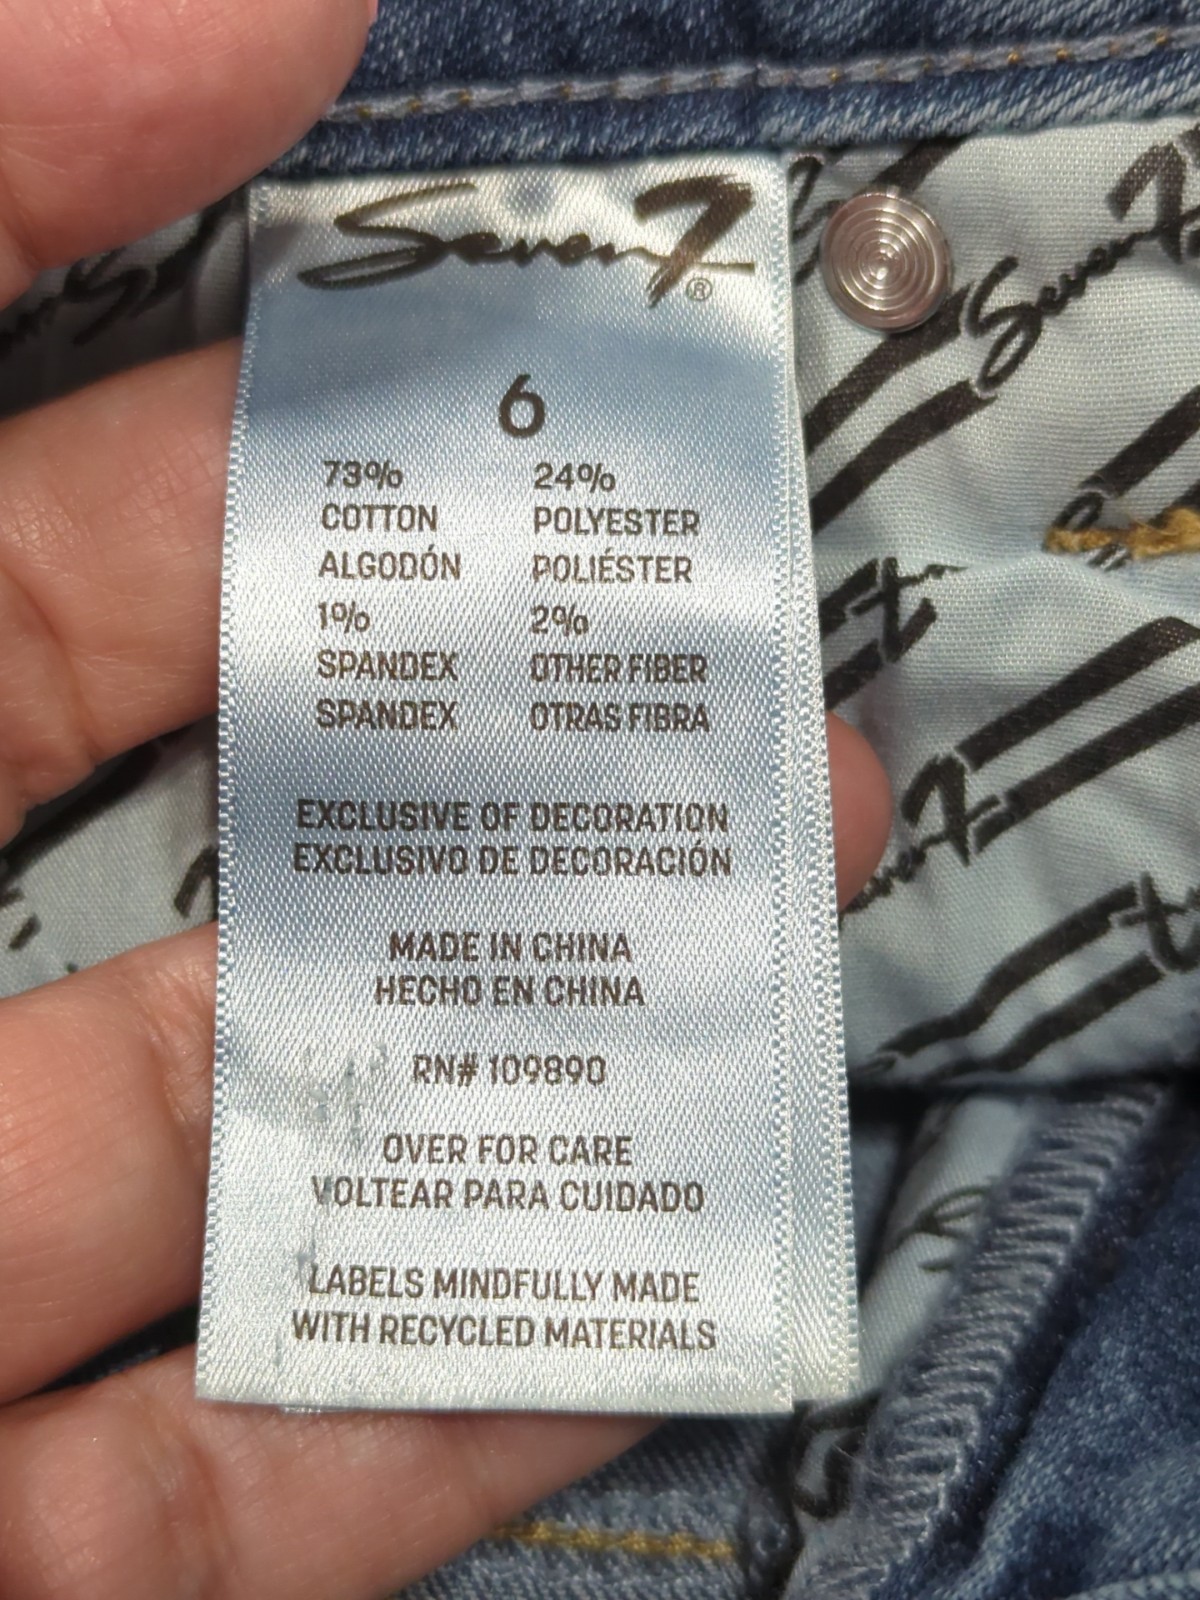 Seven7®
6
73% 24%
COTTON POLYESTER
ALGODÓN POLIÉSTER
1% 2%
SPANDEX OTHER FIBER
SPANDEX OTRAS FIBRA
EXCLUSIVE OF DECORATION
EXCLUSIVO DE DECORACIÓN
MADE IN CHINA
HECHO EN CHINA
RN# 109890
OVER FOR CARE
VOLTEAR PARA CUIDADO
LABELS MINDFULLY MADE
WITH RECYCLED MATERIALS
Seven7
Seven7